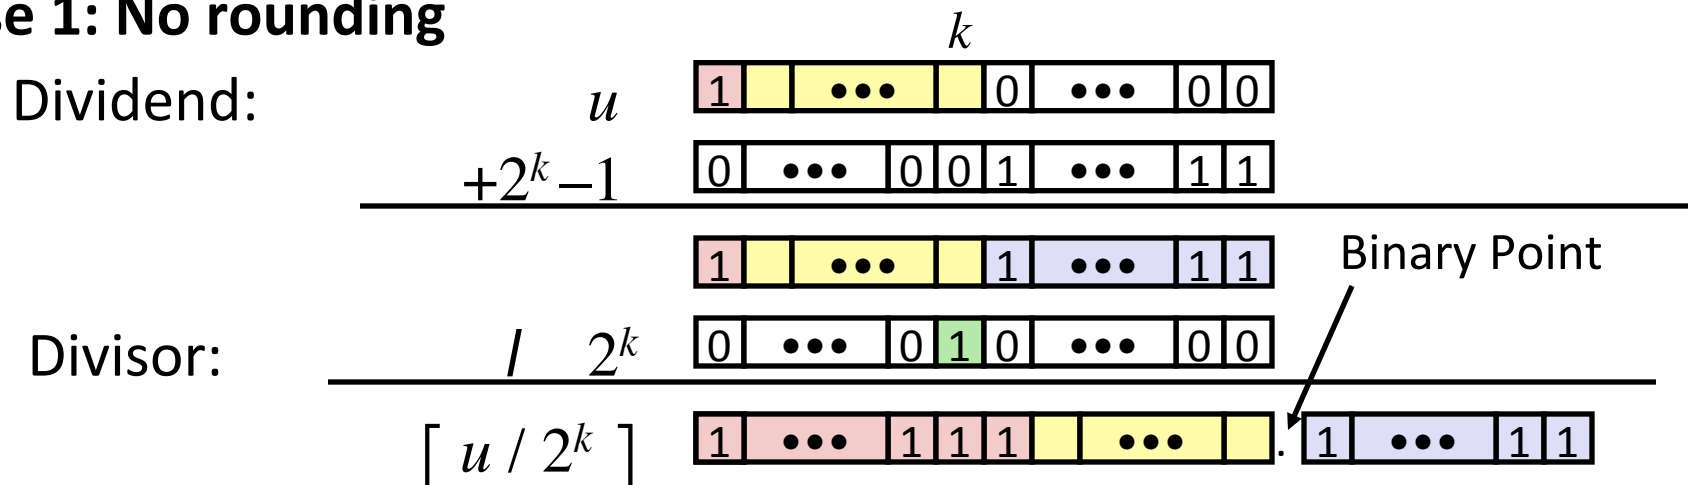 se 1: No rounding
k
Dividend: u 1 ••• 0 ••• 0 0
+2^k –1 0 ••• 0 0 1 ••• 1 1
1 ••• 1 ••• 1 1 Binary Point
Divisor: / 2^k 0 ••• 0 1 0 ••• 0 0
⌈ u / 2^k ⌉ 1 ••• 1 1 1 ••• . 1 ••• 1 1